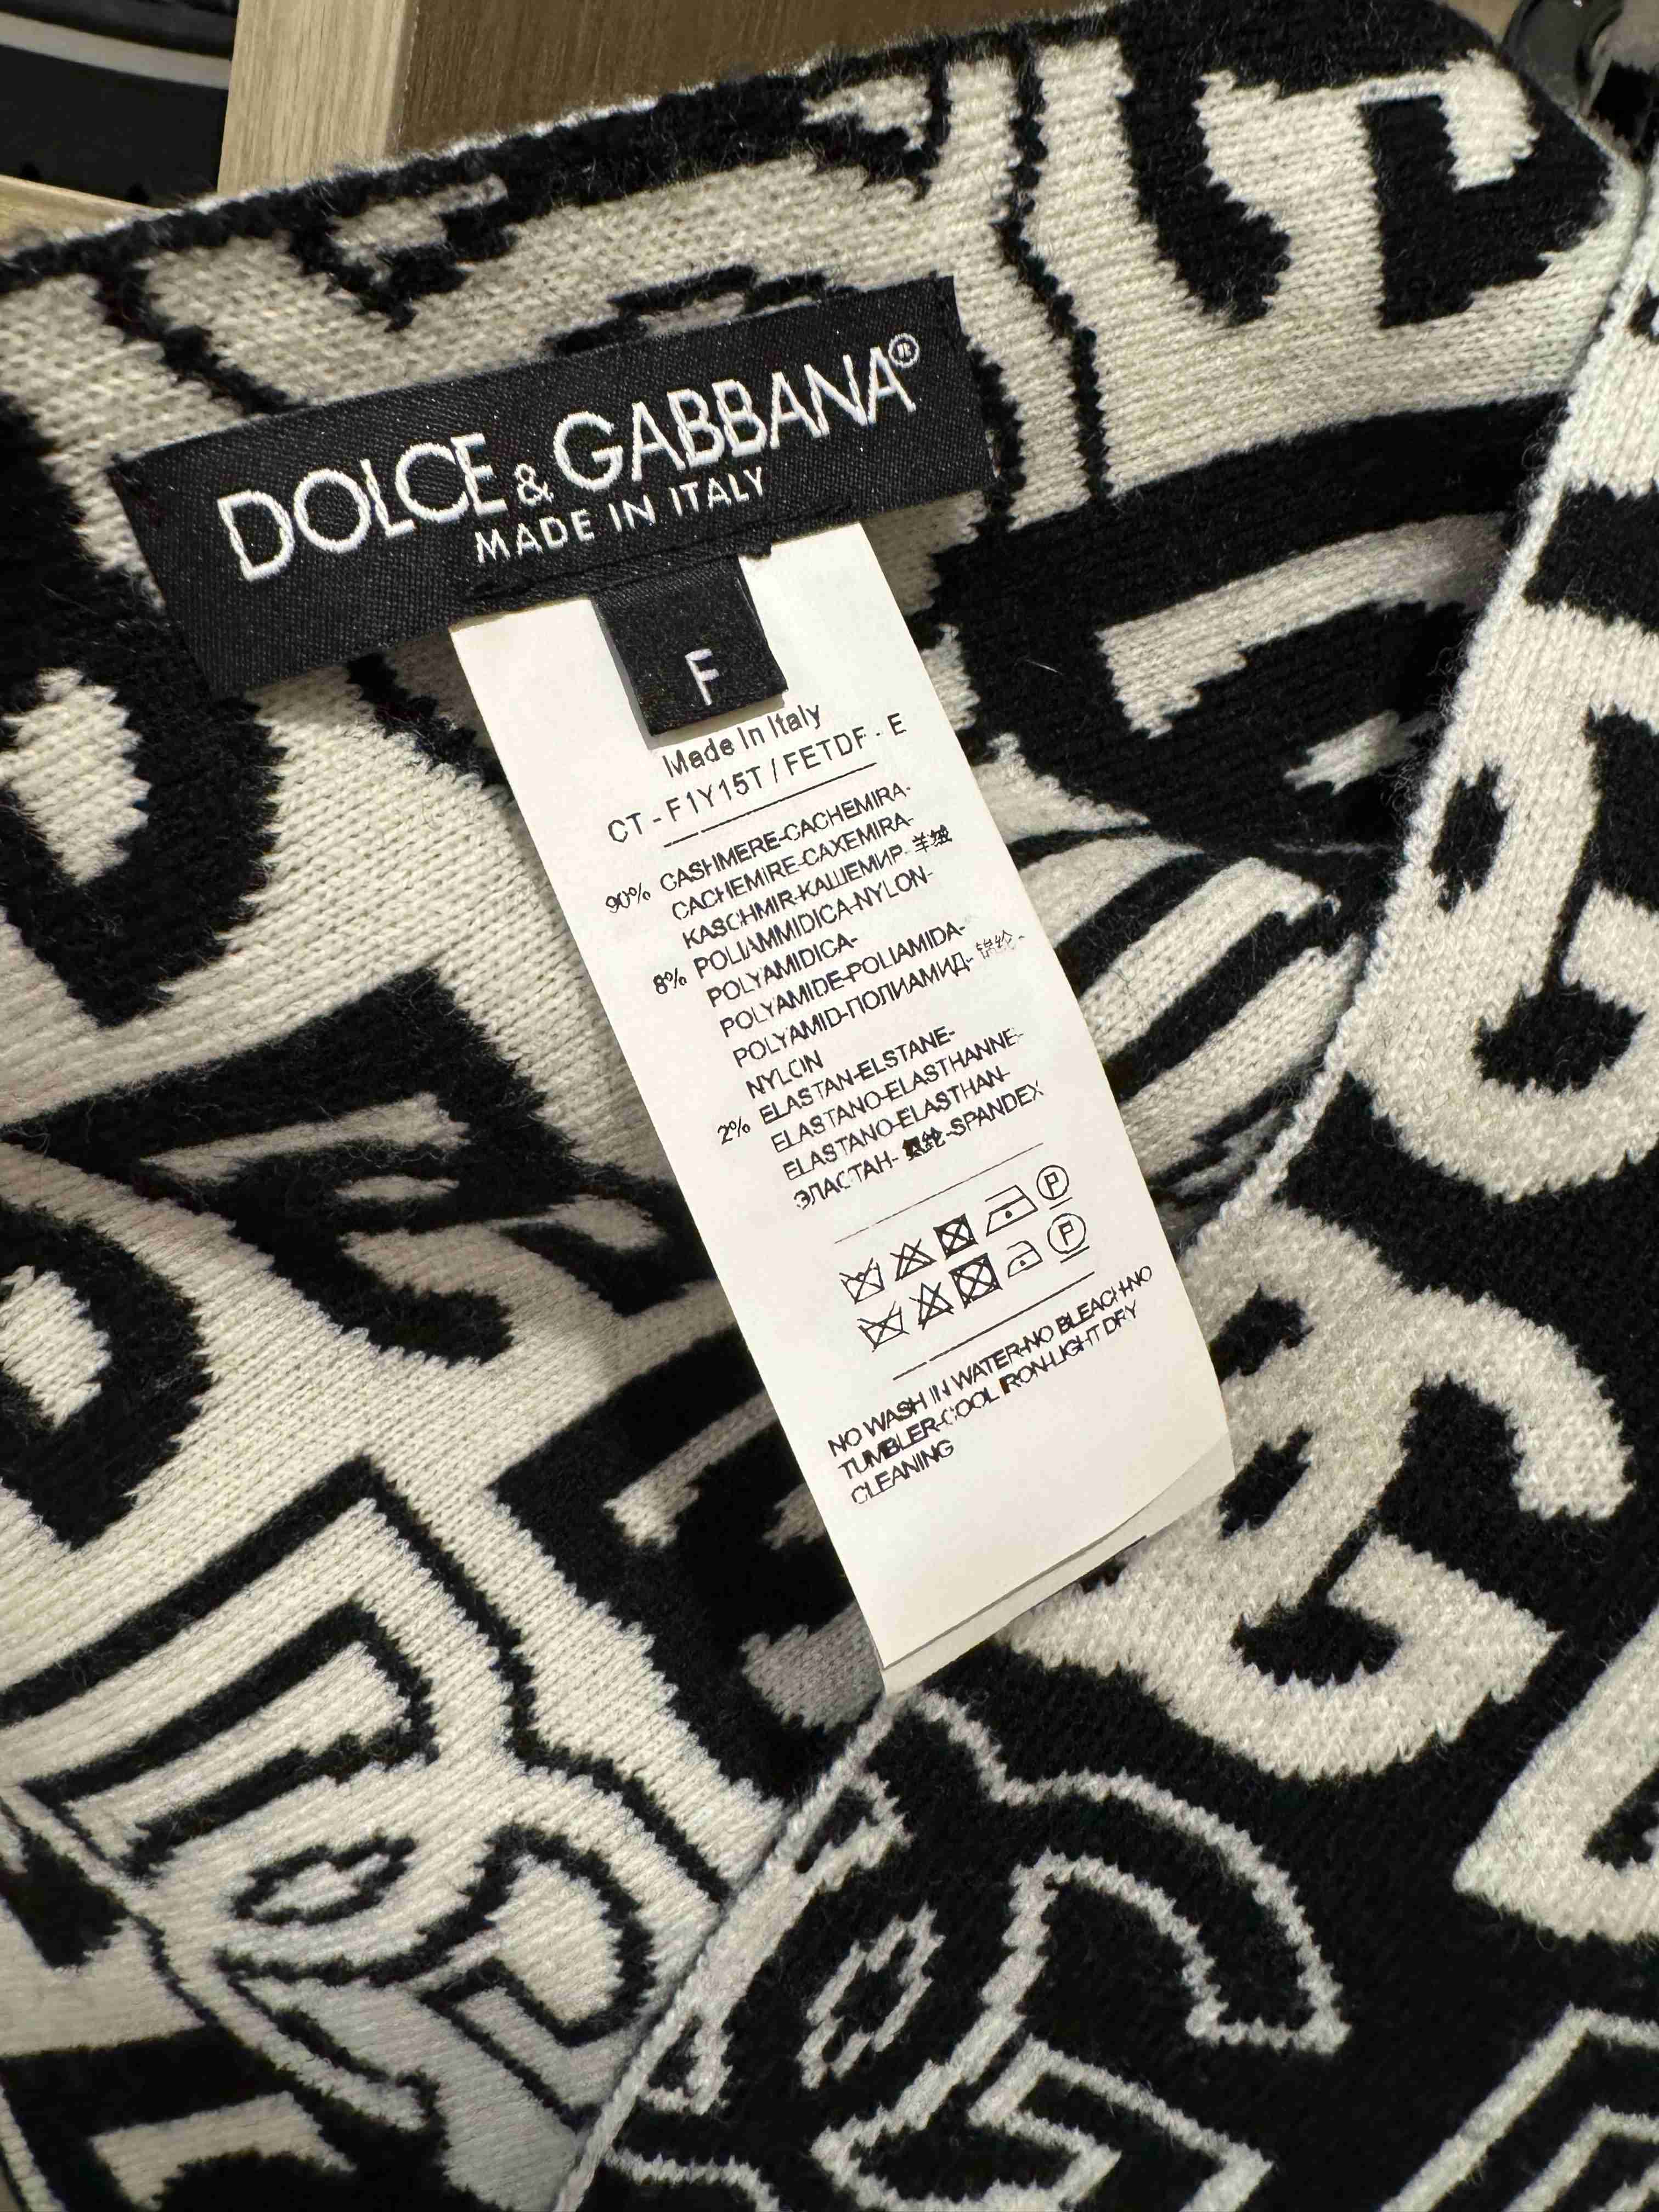 DOLCE & GABBANA®
MADE IN ITALY
F
Made In Italy
CT - F1Y15T / FETDF - E
90% CASHMERE-CACHEMIRA-
CACHEMIRE-CAXEMIRA-
KASCHMIR-КАШЕМИР- 羊绒
8% POLIAMMIDICA-NYLON-
POLYAMIDICA-
POLYAMIDE-POLIAMIDA-
POLYAMID-ПОЛИАМИД- 锦纶 -
NYLON
2% ELASTAN-ELSTANE-
ELASTANO-ELASTHANNE-
ELASTANO-ELASTHAN-
ЭЛАСТАН- 氨纶-SPANDEX
P
P
NO WASH IN WATER-NO BLEACH-NO
TUMBLER-COOL IRON-LIGHT DRY
CLEANING